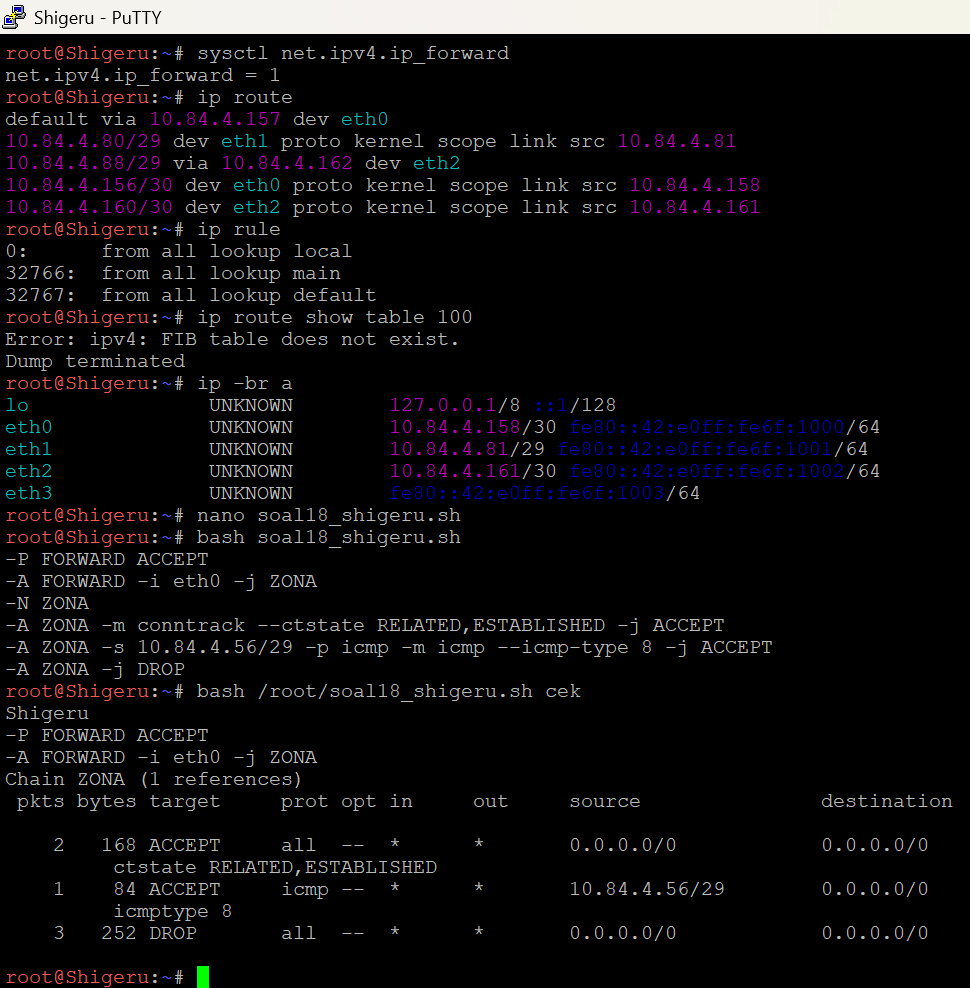 Shigeru - PuTTY
root@Shigeru:~# sysctl net.ipv4.ip_forward
net.ipv4.ip_forward = 1
root@Shigeru:~# ip route
default via 10.84.4.157 dev eth0
10.84.4.80/29 dev eth1 proto kernel scope link src 10.84.4.81
10.84.4.88/29 via 10.84.4.162 dev eth2
10.84.4.156/30 dev eth0 proto kernel scope link src 10.84.4.158
10.84.4.160/30 dev eth2 proto kernel scope link src 10.84.4.161
root@Shigeru:~# ip rule
0:      from all lookup local
32766:  from all lookup main
32767:  from all lookup default
root@Shigeru:~# ip route show table 100
Error: ipv4: FIB table does not exist.
Dump terminated
root@Shigeru:~# ip -br a
lo               UNKNOWN        127.0.0.1/8 ::1/128
eth0             UNKNOWN        10.84.4.158/30 fe80::42:e0ff:fe6f:1000/64
eth1             UNKNOWN        10.84.4.81/29 fe80::42:e0ff:fe6f:1001/64
eth2             UNKNOWN        10.84.4.161/30 fe80::42:e0ff:fe6f:1002/64
eth3             UNKNOWN        fe80::42:e0ff:fe6f:1003/64
root@Shigeru:~# nano soal18_shigeru.sh
root@Shigeru:~# bash soal18_shigeru.sh
-P FORWARD ACCEPT
-A FORWARD -i eth0 -j ZONA
-N ZONA
-A ZONA -m conntrack --ctstate RELATED,ESTABLISHED -j ACCEPT
-A ZONA -s 10.84.4.56/29 -p icmp -m icmp --icmp-type 8 -j ACCEPT
-A ZONA -j DROP
root@Shigeru:~# bash /root/soal18_shigeru.sh cek
Shigeru
-P FORWARD ACCEPT
-A FORWARD -i eth0 -j ZONA
Chain ZONA (1 references)
 pkts bytes target     prot opt in     out     source               destination
    2   168 ACCEPT     all  --  *      *       0.0.0.0/0            0.0.0.0/0
         ctstate RELATED,ESTABLISHED
    1    84 ACCEPT     icmp --  *      *       10.84.4.56/29        0.0.0.0/0
         icmptype 8
    3   252 DROP       all  --  *      *       0.0.0.0/0            0.0.0.0/0
root@Shigeru:~#